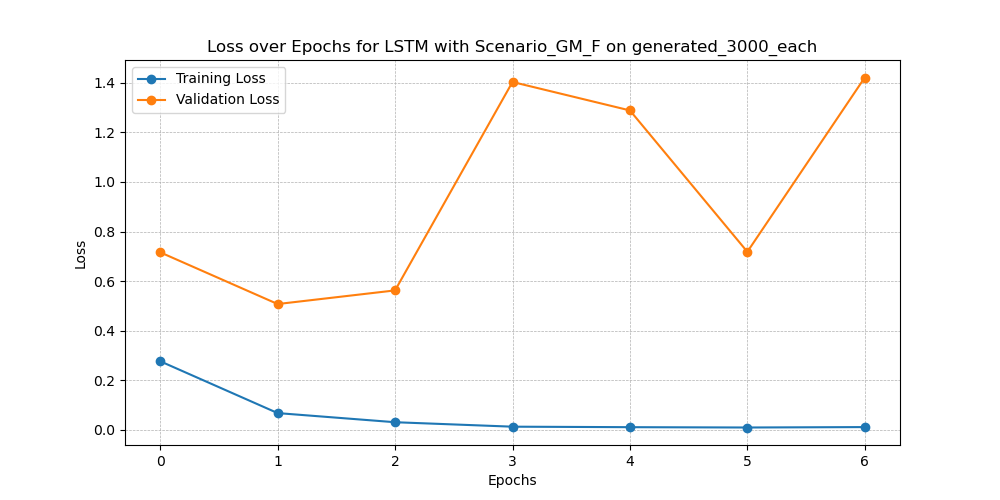 Loss over Epochs for LSTM with Scenario_GM_F on generated_3000_each
Training Loss
Validation Loss
1.4
1.2
1.0
0.8
0.6
0.4
0.2
0.0
Loss
0 1 2 3 4 5 6
Epochs